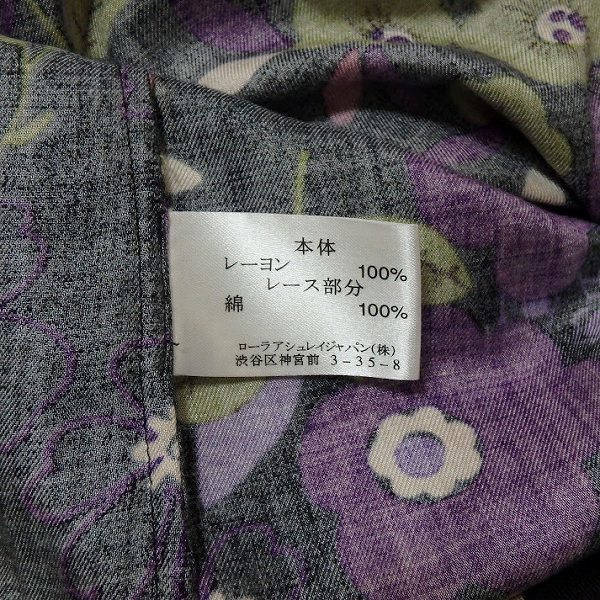 本体
レーヨン 100%
レース部分
綿 100%
ローラアシュレイジャパン(株)
渋谷区神宮前 3-35-8